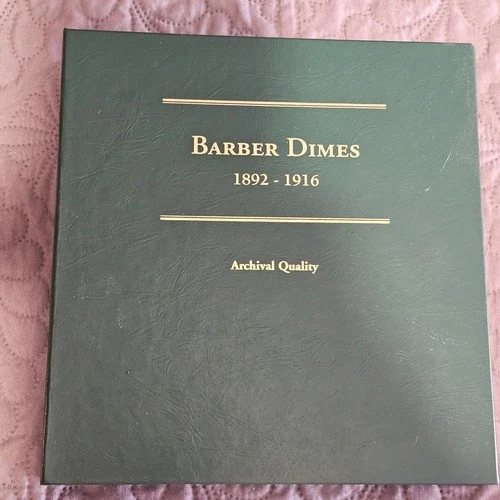 BARBER DIMES
1892 - 1916
Archival Quality